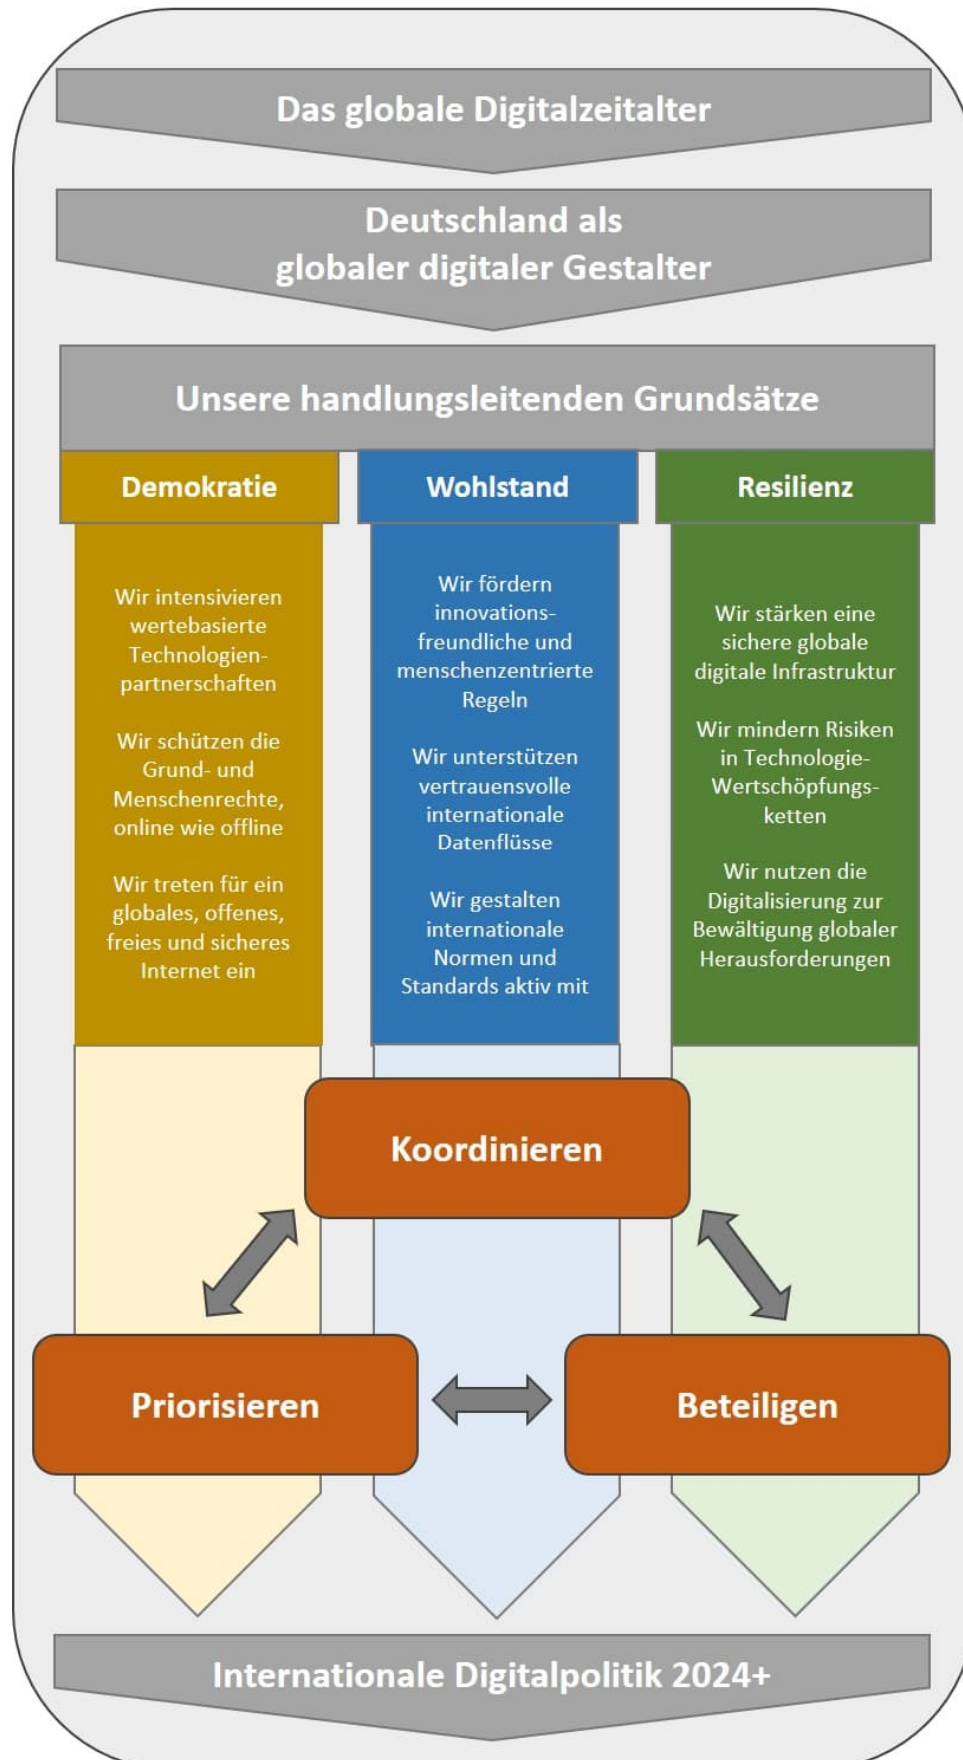 Das globale Digitalzeitalter
Deutschland als
globaler digitaler Gestalter
Unsere handlungsleitenden Grundsätze
Demokratie
Wir intensivieren
wertebasierte
Technologien-
partnerschaften
Wir schützen die
Grund- und
Menschenrechte,
online wie offline
Wir treten für ein
globales, offenes,
freies und sicheres
Internet ein
Wohlstand
Wir fördern
innovations-
freundliche und
menschenzentrierte
Regeln
Wir unterstützen
vertrauensvolle
internationale
Datenflüsse
Wir gestalten
internationale
Normen und
Standards aktiv mit
Resilienz
Wir stärken eine
sichere globale
digitale Infrastruktur
Wir mindern Risiken
in Technologie-
Wertschöpfungs-
ketten
Wir nutzen die
Digitalisierung zur
Bewältigung globaler
Herausforderungen
Koordinieren
Priorisieren
Beteiligen
Internationale Digitalpolitik 2024+